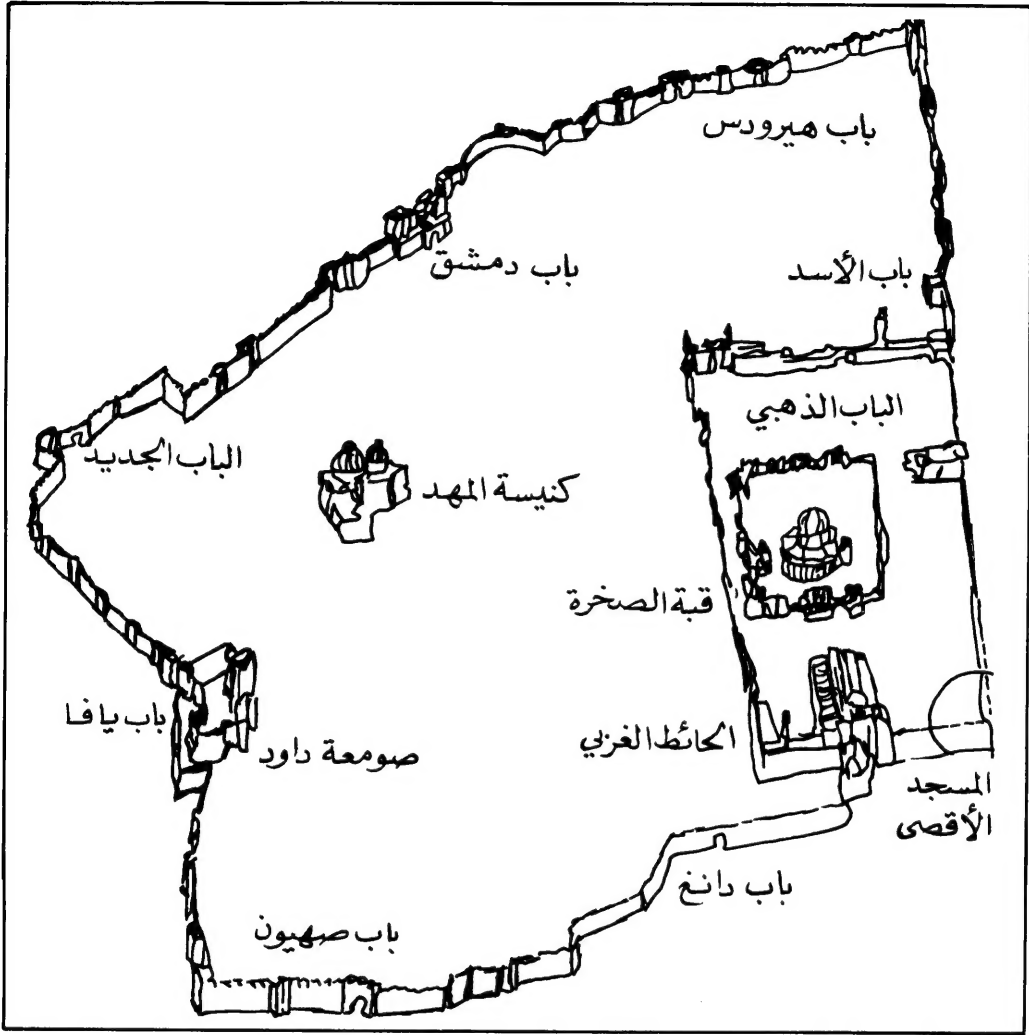 باب هيرودس
باب دمشق
باب الأسد
الباب الذهبي
الباب الجديد
كنيسة المهد
قبة الصخرة
باب يافا
صومعة داود
الحائط الغربي
المسجد
الأقصى
باب دانغ
باب صهيون